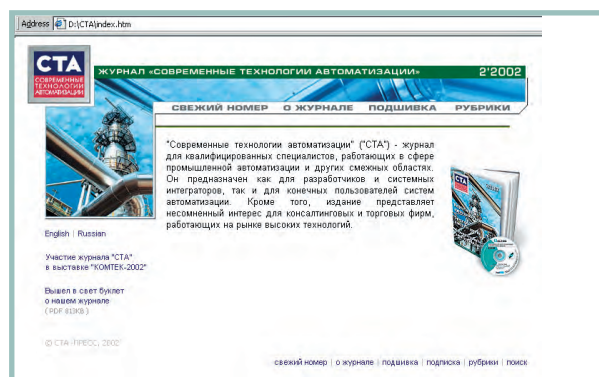 Address D:\CTA\index.htm
СТА
СОВРЕМЕННЫЕ
ТЕХНОЛОГИИ
АВТОМАТИЗАЦИИ
ЖУРНАЛ «СОВРЕМЕННЫЕ ТЕХНОЛОГИИ АВТОМАТИЗАЦИИ» 2'2002
СВЕЖИЙ НОМЕР О ЖУРНАЛЕ ПОДШИВКА РУБРИКИ
"Современные технологии автоматизации" ("СТА") - журнал
для квалифицированных специалистов, работающих в сфере
промышленной автоматизации и других смежных областях.
Он предназначен как для разработчиков и системных
интеграторов, так и для конечных пользователей систем
автоматизации. Кроме того, издание представляет
несомненный интерес для консалтинговых и торговых фирм,
работающих на рынке высоких технологий.
СТА
English | Russian
Участие журнала "СТА"
в выставке "КОМТЕК-2002"
Вышел в свет буклет
о нашем журнале
(PDF 813KB)
© СТА-ПРЕСС, 2002
свежий номер | о журнале | подшивка | подписка | рубрики | поиск